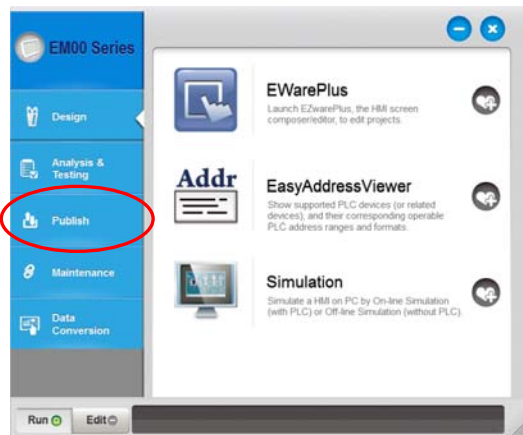 EM00 Series
Design
Analysis &
Testing
Publish
Maintenance
Data
Conversion
EWarePlus
Launch EZwarePlus, the HMI screen
composer/editor, to edit projects.
Addr
EasyAddressViewer
Show supported PLC devices (or related
devices), and their corresponding operable
PLC address ranges and formats.
Simulation
Simulate a HMI on PC by On-line Simulation
(with PLC) or Off-line Simulation (without PLC).
Run
Edit